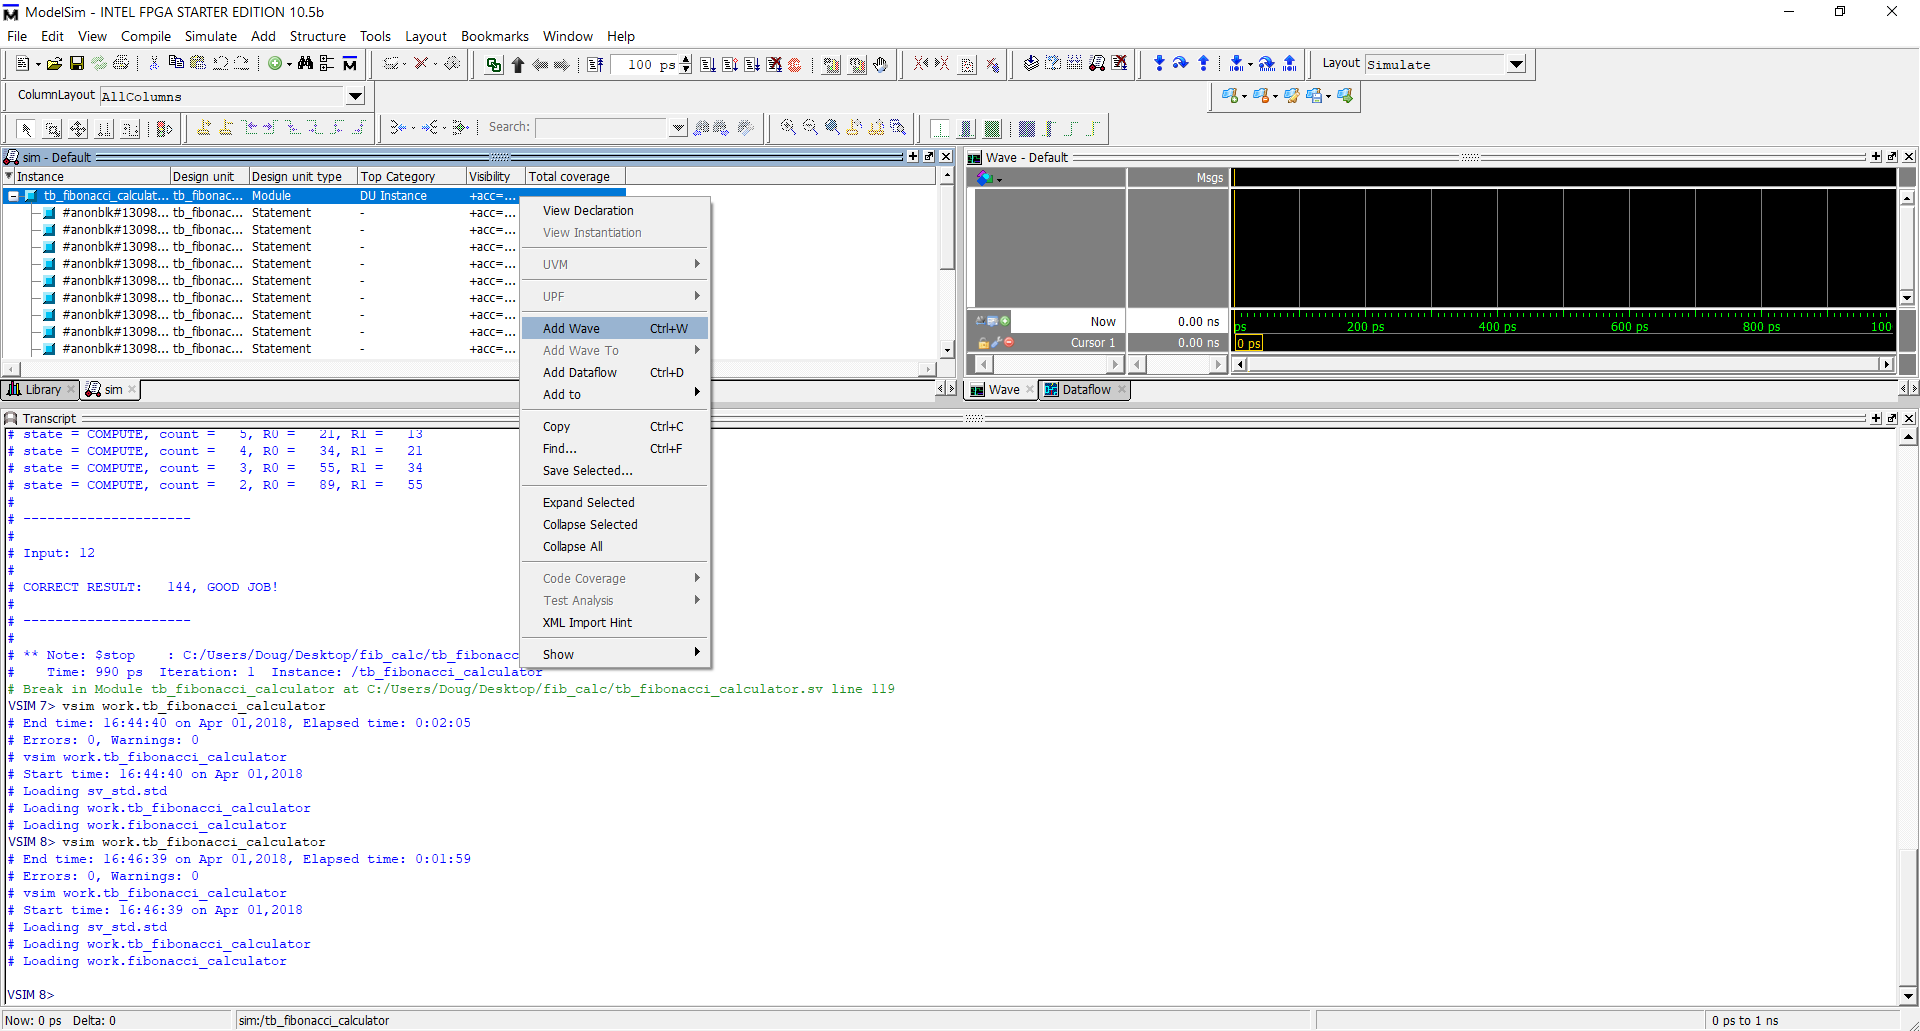 ModelSim - INTEL FPGA STARTER EDITION 10.5b
File Edit View Compile Simulate Add Structure Tools Layout Bookmarks Window Help
100 ps
Layout Simulate
ColumnLayout AllColumns
Search:
sim - Default
Instance Design unit Design unit type Top Category Visibility Total coverage
tb_fibonacci_calculat... tb_fibonac... Module DU Instance +acc=...
#anonblk#13098... tb_fibonac... Statement - +acc=...
#anonblk#13098... tb_fibonac... Statement - +acc=...
#anonblk#13098... tb_fibonac... Statement - +acc=...
#anonblk#13098... tb_fibonac... Statement - +acc=...
#anonblk#13098... tb_fibonac... Statement - +acc=...
#anonblk#13098... tb_fibonac... Statement - +acc=...
#anonblk#13098... tb_fibonac... Statement - +acc=...
#anonblk#13098... tb_fibonac... Statement - +acc=...
#anonblk#13098... tb_fibonac... Statement - +acc=...
Library sim
View Declaration
View Instantiation
UVM
UPF
Add Wave Ctrl+W
Add Wave To
Add Dataflow Ctrl+D
Add to
Copy Ctrl+C
Find... Ctrl+F
Save Selected...
Expand Selected
Collapse Selected
Collapse All
Code Coverage
Test Analysis
XML Import Hint
Show
Wave - Default
Msgs
Now 0.00 ns
Cursor 1 0.00 ns
ps 200 ps 400 ps 600 ps 800 ps 100
0 ps
Wave Dataflow
Transcript
# state = COMPUTE, count = 5, R0 = 21, R1 = 13
# state = COMPUTE, count = 4, R0 = 34, R1 = 21
# state = COMPUTE, count = 3, R0 = 55, R1 = 34
# state = COMPUTE, count = 2, R0 = 89, R1 = 55
#
# ---------------------
#
# Input: 12
#
# CORRECT RESULT: 144, GOOD JOB!
#
# ---------------------
#
# ** Note: $stop : C:/Users/Doug/Desktop/fib_calc/tb_fibonacc
# Time: 990 ps Iteration: 1 Instance: /tb_fibonacci_calculator
# Break in Module tb_fibonacci_calculator at C:/Users/Doug/Desktop/fib_calc/tb_fibonacci_calculator.sv line 119
VSIM 7> vsim work.tb_fibonacci_calculator
# End time: 16:44:40 on Apr 01,2018, Elapsed time: 0:02:05
# Errors: 0, Warnings: 0
# vsim work.tb_fibonacci_calculator
# Start time: 16:44:40 on Apr 01,2018
# Loading sv_std.std
# Loading work.tb_fibonacci_calculator
# Loading work.fibonacci_calculator
VSIM 8> vsim work.tb_fibonacci_calculator
# End time: 16:46:39 on Apr 01,2018, Elapsed time: 0:01:59
# Errors: 0, Warnings: 0
# vsim work.tb_fibonacci_calculator
# Start time: 16:46:39 on Apr 01,2018
# Loading sv_std.std
# Loading work.tb_fibonacci_calculator
# Loading work.fibonacci_calculator
VSIM 8>
Now: 0 ps Delta: 0 sim:/tb_fibonacci_calculator 0 ps to 1 ns